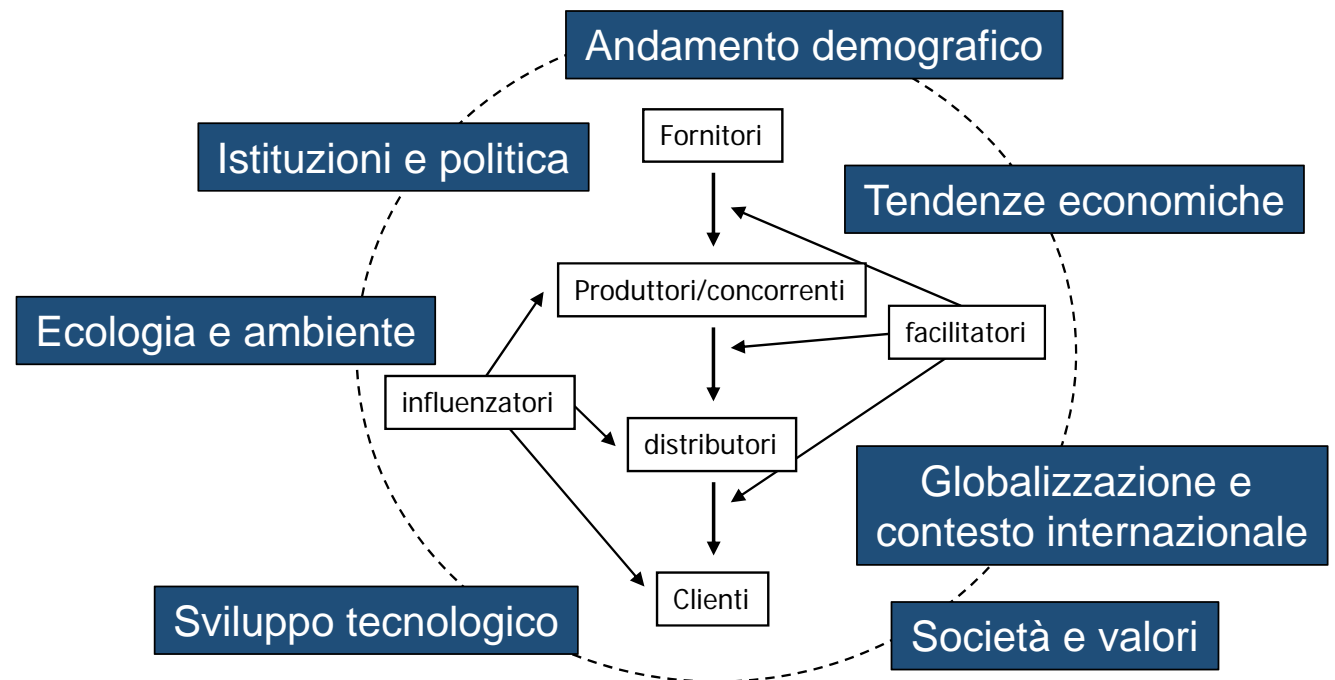 Andamento demografico
Fornitori
Istituzioni e politica
Tendenze economiche
Produttori/concorrenti
Ecologia e ambiente
facilitatori
influenzatori
distributori
Globalizzazione e
contesto internazionale
Clienti
Sviluppo tecnologico
Società e valori